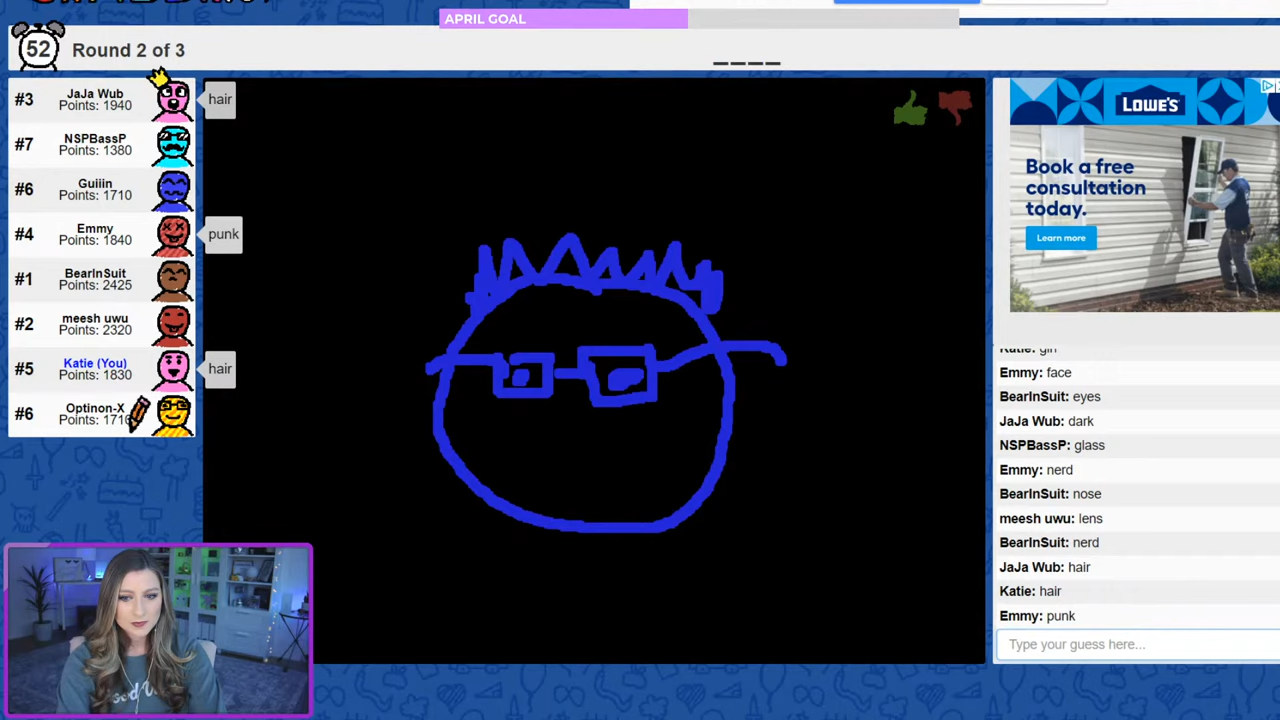 APRIL GOAL
52
Round 2 of 3
_ _ _ _
#3
JaJa Wub
Points: 1940
hair
#7
NSPBassP
Points: 1380
#6
Guiiin
Points: 1710
#4
Emmy
Points: 1840
punk
#1
BearInSuit
Points: 2425
#2
meesh uwu
Points: 2320
#5
Katie (You)
Points: 1830
hair
#6
Optinon-X
Points: 1710
LOWE'S
Book a free
consultation
today.
Learn more
Katie: girl
Emmy: face
BearInSuit: eyes
JaJa Wub: dark
NSPBassP: glass
Emmy: nerd
BearInSuit: nose
meesh uwu: lens
BearInSuit: nerd
JaJa Wub: hair
Katie: hair
Emmy: punk
Type your guess here...